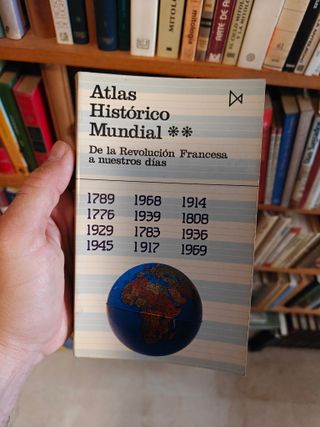 Atlas
Histórico
Mundial **
De la Revolución Francesa
a nuestros días
1789 1968 1914
1776 1939 1808
1929 1783 1936
1945 1917 1969
MITOLO